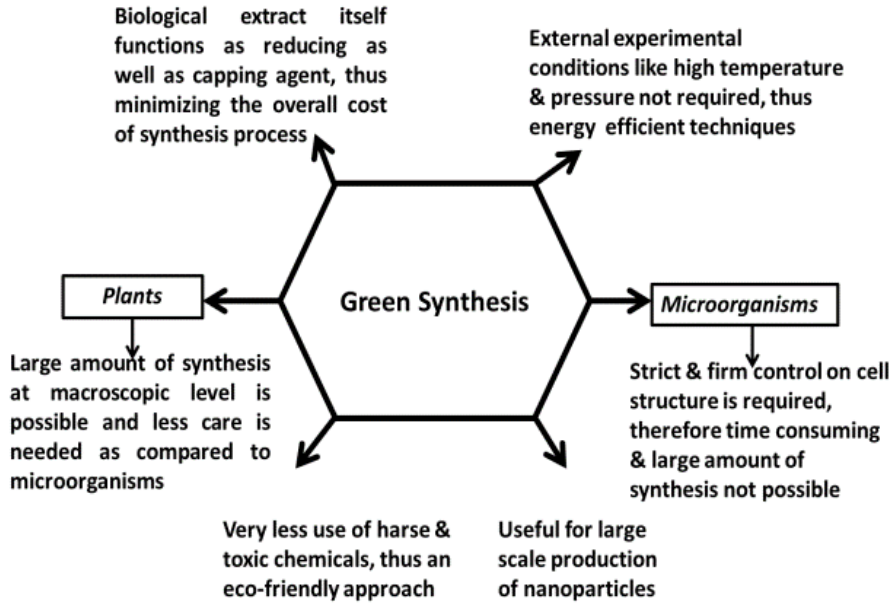 Biological extract itself
functions as reducing as
well as capping agent, thus
minimizing the overall cost
of synthesis process
External experimental
conditions like high temperature
& pressure not required, thus
energy efficient techniques
Plants
Green Synthesis
Microorganisms
Large amount of synthesis
at macroscopic level is
possible and less care is
needed as compared to
microorganisms
Strict & firm control on cell
structure is required,
therefore time consuming
& large amount of
synthesis not possible
Very less use of harse &
toxic chemicals, thus an
eco-friendly approach
Useful for large
scale production
of nanoparticles